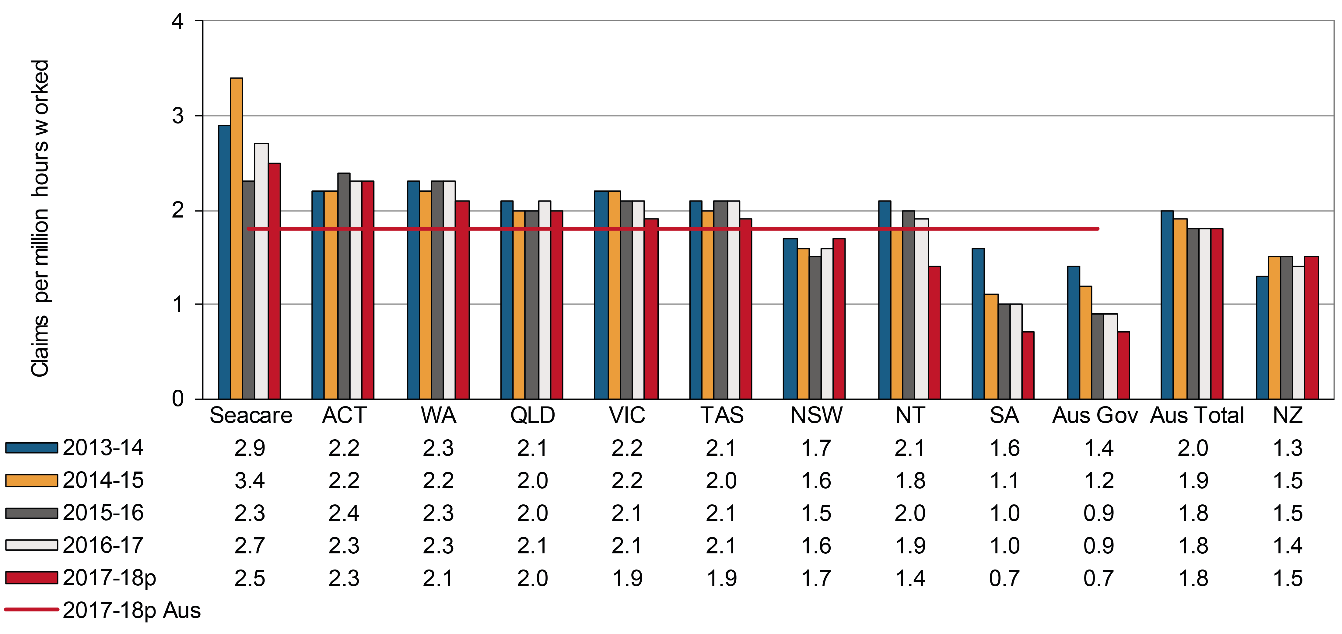 4
3
2
1
0
Claims per million hours worked
Seacare ACT WA QLD VIC TAS NSW NT SA Aus Gov Aus Total NZ
2013-14 2.9 2.2 2.3 2.1 2.2 2.1 1.7 2.1 1.6 1.4 2.0 1.3
2014-15 3.4 2.2 2.2 2.0 2.2 2.0 1.6 1.8 1.1 1.2 1.9 1.5
2015-16 2.3 2.4 2.3 2.0 2.1 2.1 1.5 2.0 1.0 0.9 1.8 1.5
2016-17 2.7 2.3 2.3 2.1 2.1 2.1 1.6 1.9 1.0 0.9 1.8 1.4
2017-18p 2.5 2.3 2.1 2.0 1.9 1.9 1.7 1.4 0.7 0.7 1.8 1.5
2017-18p Aus